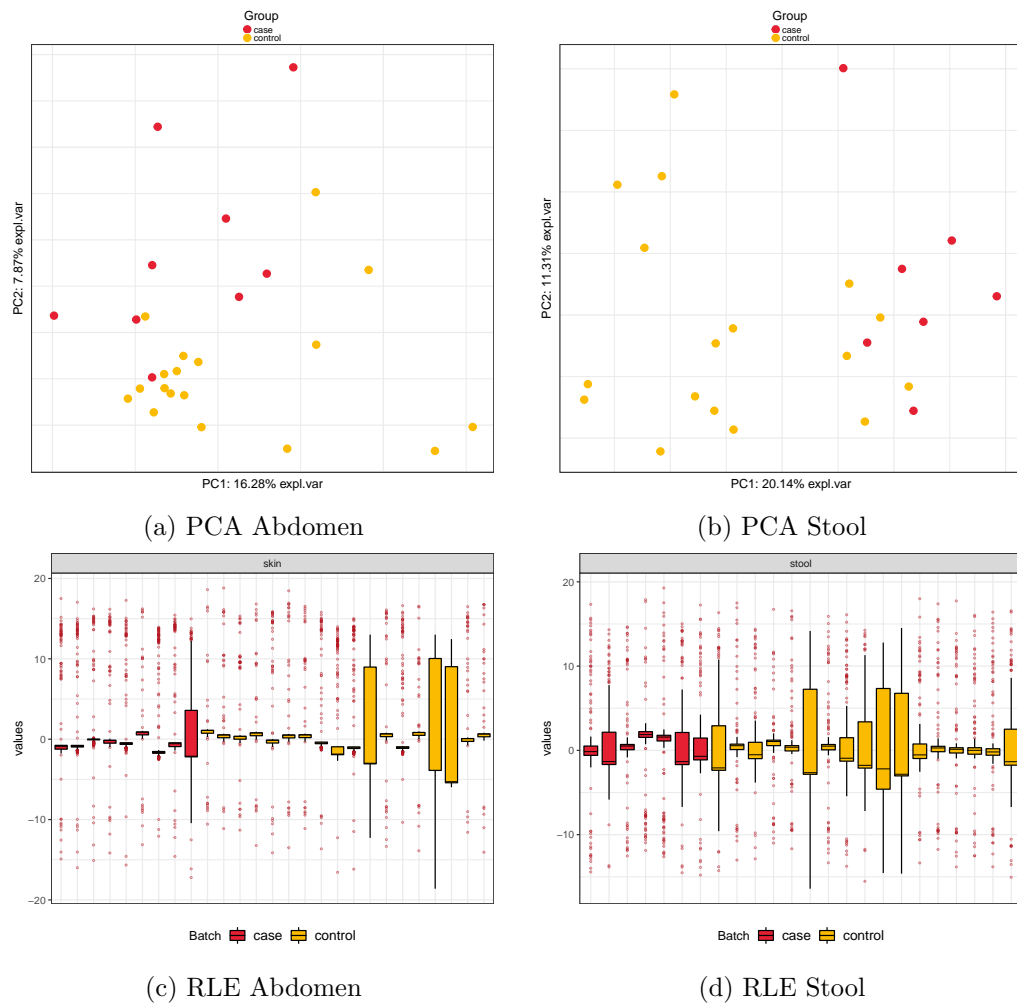 Group
case
control
PC2: 7.87% expl.var
PC1: 16.28% expl.var
(a) PCA Abdomen
Group
case
control
PC2: 11.31% expl.var
PC1: 20.14% expl.var
(b) PCA Stool
skin
20
10
0
−10
−20
values
Batch case control
(c) RLE Abdomen
stool
20
10
0
−10
values
Batch case control
(d) RLE Stool